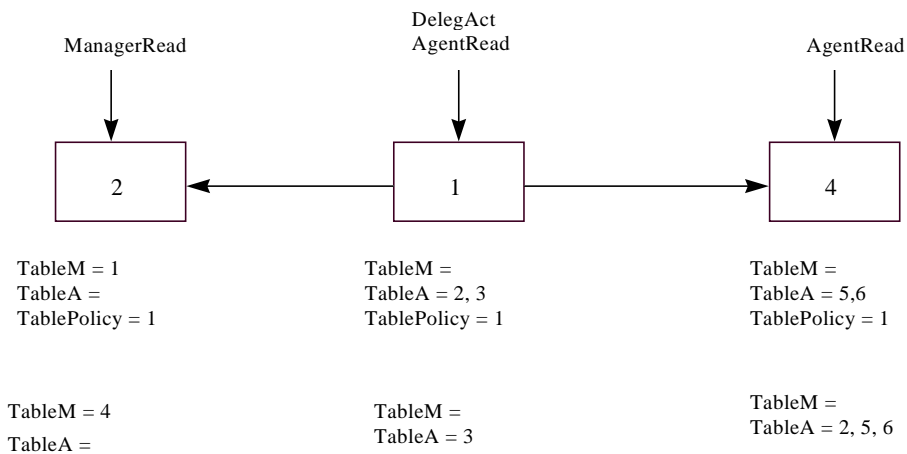 DelegAct
ManagerRead
AgentRead
AgentRead
2
1
4
TableM = 1
TableA =
TablePolicy = 1
TableM =
TableA = 2, 3
TablePolicy = 1
TableM =
TableA = 5,6
TablePolicy = 1
TableM = 4
TableA =
TableM =
TableA = 3
TableM =
TableA = 2, 5, 6